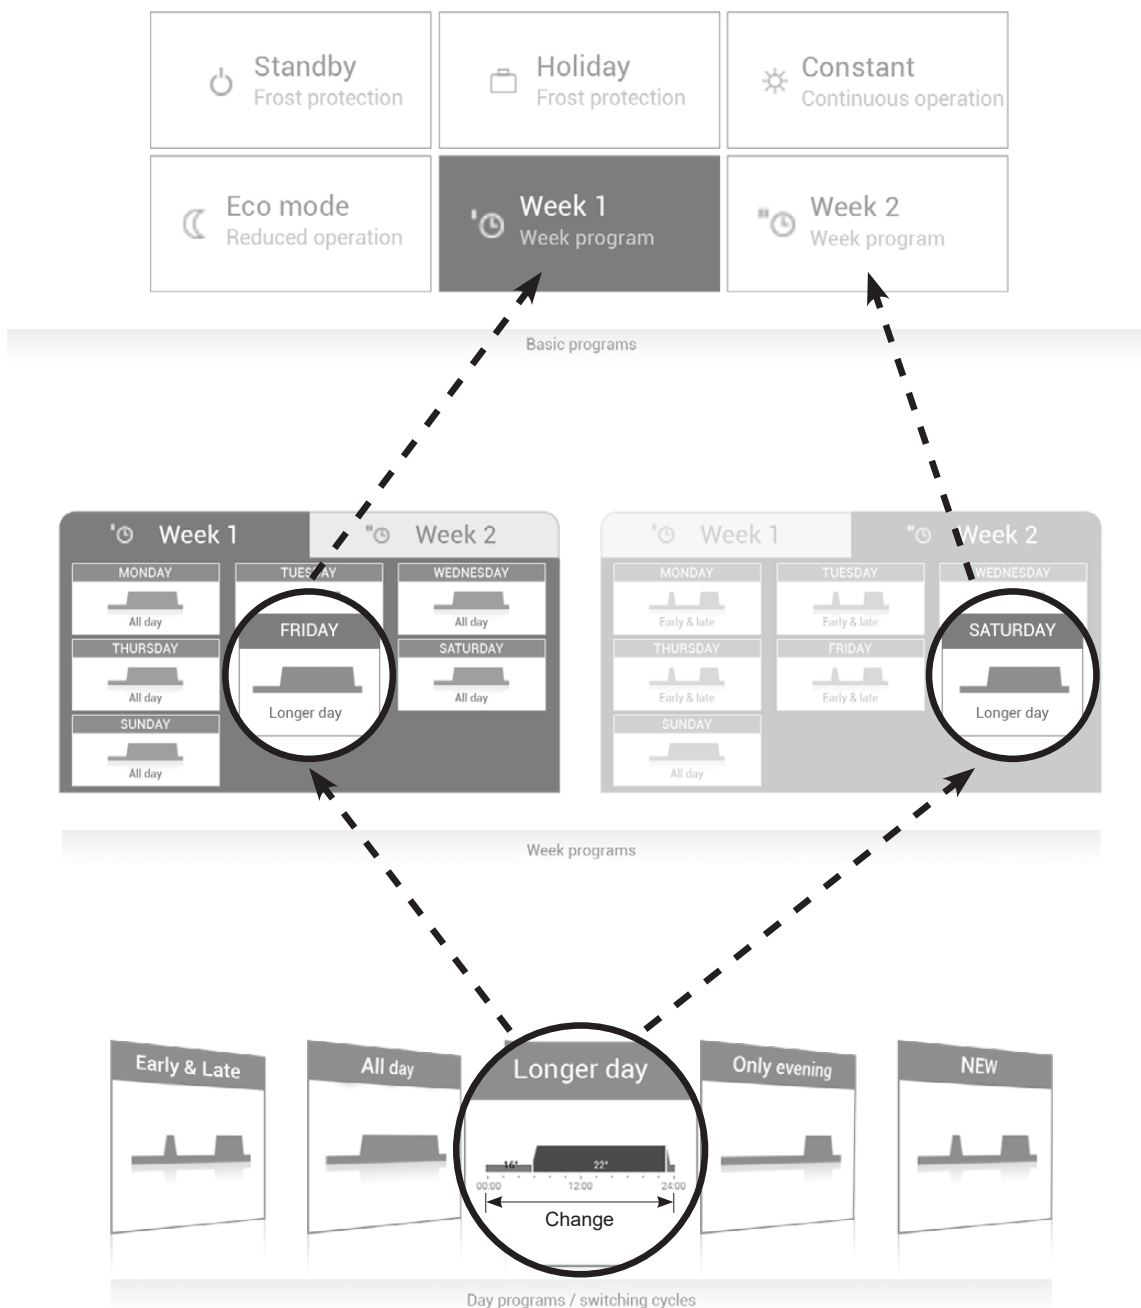 Standby
Frost protection
Holiday
Frost protection
Constant
Continuous operation
Eco mode
Reduced operation
Week 1
Week program
Week 2
Week program
Basic programs
Week 1
Week 2
MONDAY
All day
TUESDAY
WEDNESDAY
All day
THURSDAY
All day
FRIDAY
Longer day
SATURDAY
All day
SUNDAY
All day
Week 1
Week 2
MONDAY
Early & late
TUESDAY
Early & late
WEDNESDAY
THURSDAY
Early & late
FRIDAY
Early & late
SATURDAY
Longer day
SUNDAY
All day
Week programs
Early & Late
All day
Longer day
16°
22°
00:00
12:00
24:00
Change
Only evening
NEW
Day programs / switching cycles